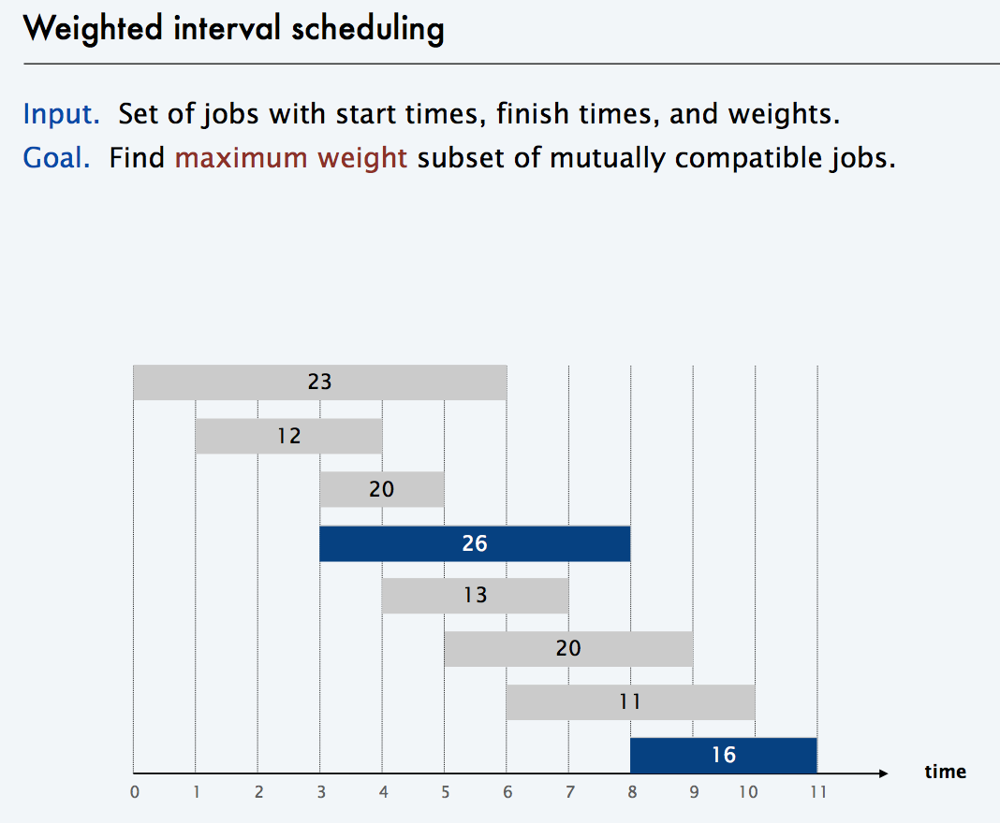 Weighted interval scheduling
Input. Set of jobs with start times, finish times, and weights.
Goal. Find maximum weight subset of mutually compatible jobs.
23
12
20
26
13
20
11
16
time
0 1 2 3 4 5 6 7 8 9 10 11